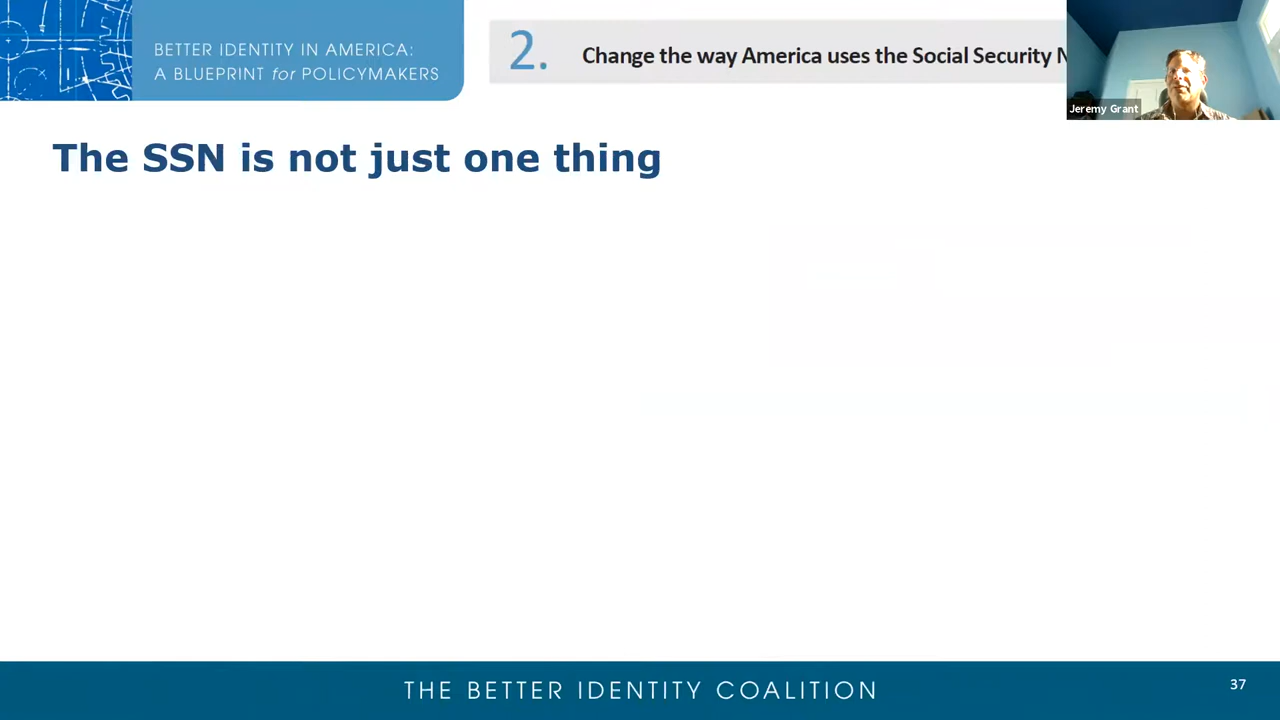 BETTER IDENTITY IN AMERICA:
A BLUEPRINT for POLICYMAKERS
2. Change the way America uses the Social Security N
Jeremy Grant
The SSN is not just one thing
THE BETTER IDENTITY COALITION
37